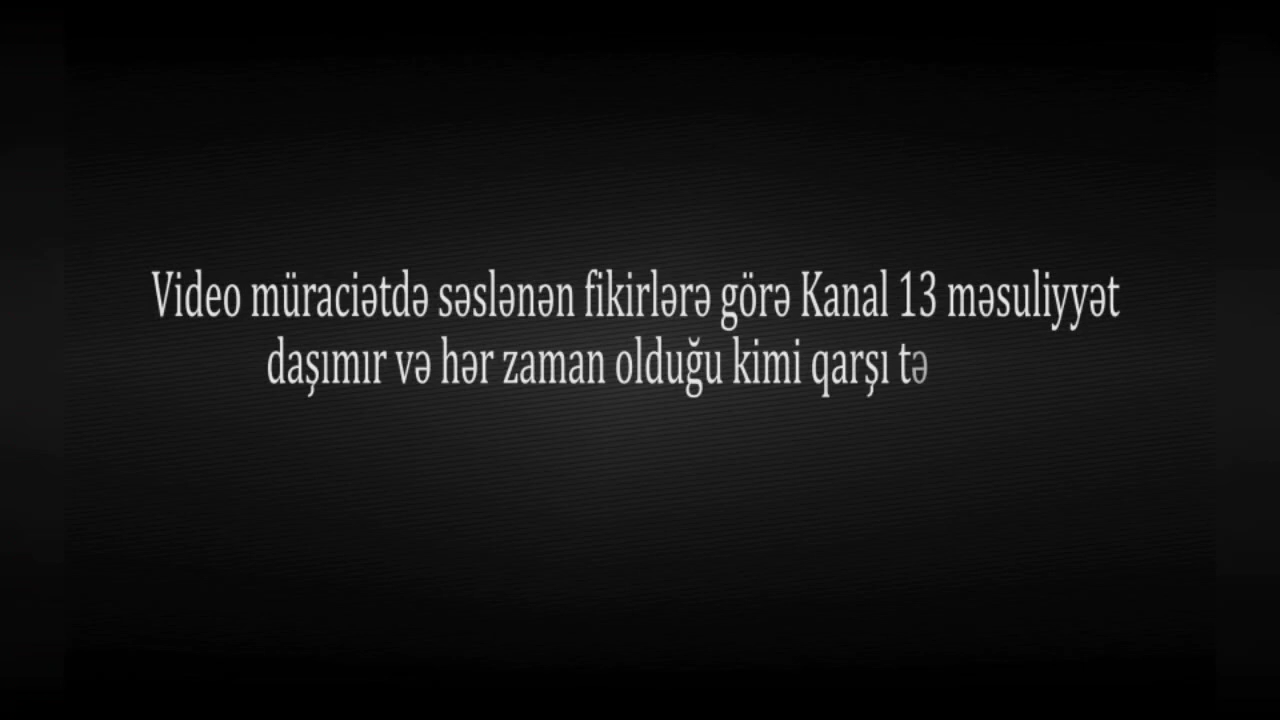 Video müraciətdə səslənən fikirlərə görə Kanal 13 məsuliyyət
daşımır və hər zaman olduğu kimi qarşı tə